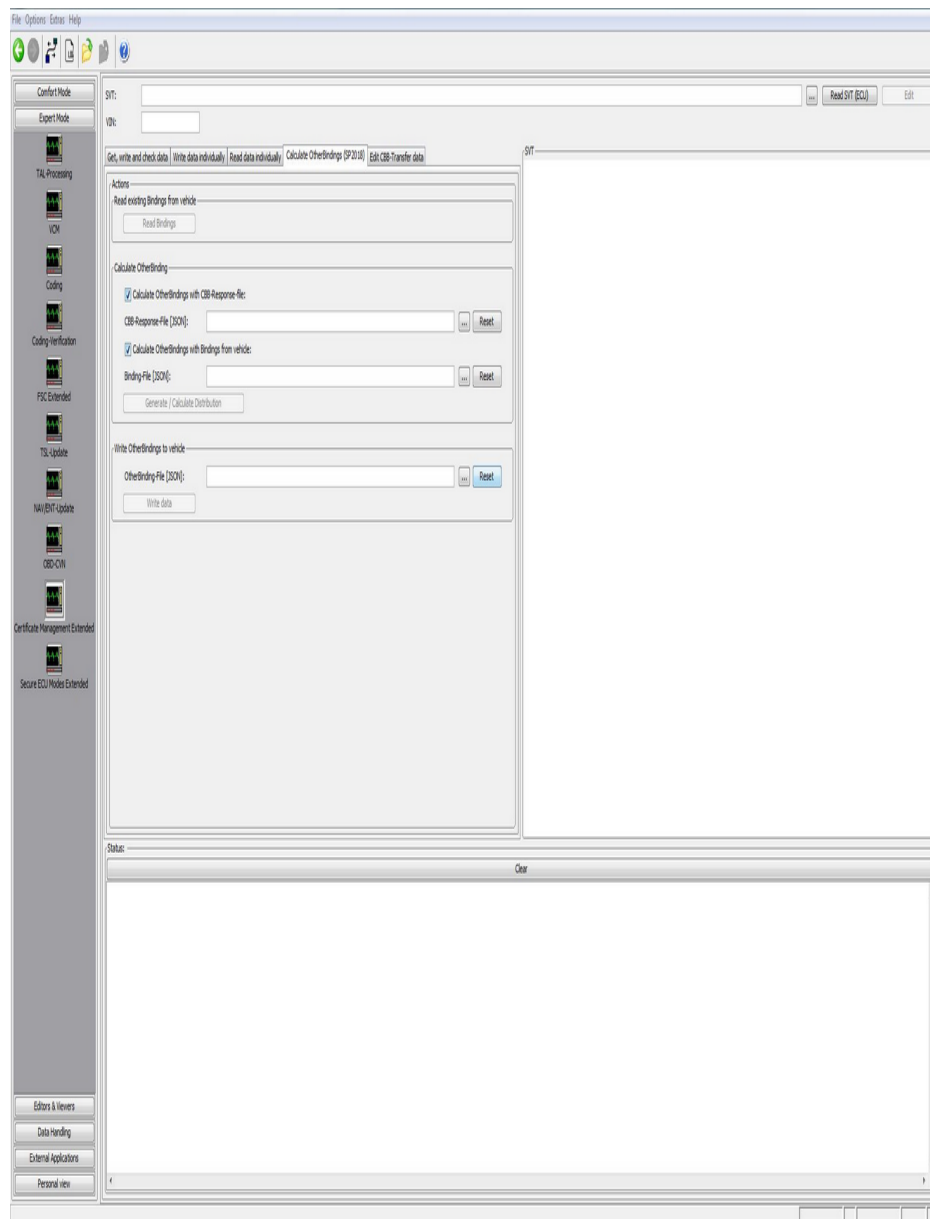 File Options Extras Help
Comfort Mode
Expert Mode
TAL-Processing
VCM
Coding
Coding-Verification
FSC Extended
TSL-Update
NAV/ENT-Update
OBD-CVN
Certificate Management Extended
Secure ECU Modes Extended
Editors & Viewers
Data Handling
External Applications
Personal view
SVT: ... Read SVT (ECU) Edit
VIN:
Get, write and check data Write data individually Read data individually Calculate OtherBindings (SP2018) Edit CBB-Transfer data
Actions
Read existing Bindings from vehicle
Read Bindings
Calculate OtherBinding
Calculate OtherBindings with CBB-Response-file:
CBB-Response-File [JSON]: ... Reset
Calculate OtherBindings with Bindings from vehicle:
Binding-File [JSON]: ... Reset
Generate / Calculate Distribution
Write OtherBindings to vehicle
OtherBinding-File [JSON]: ... Reset
Write data
SVT
Status:
Clear